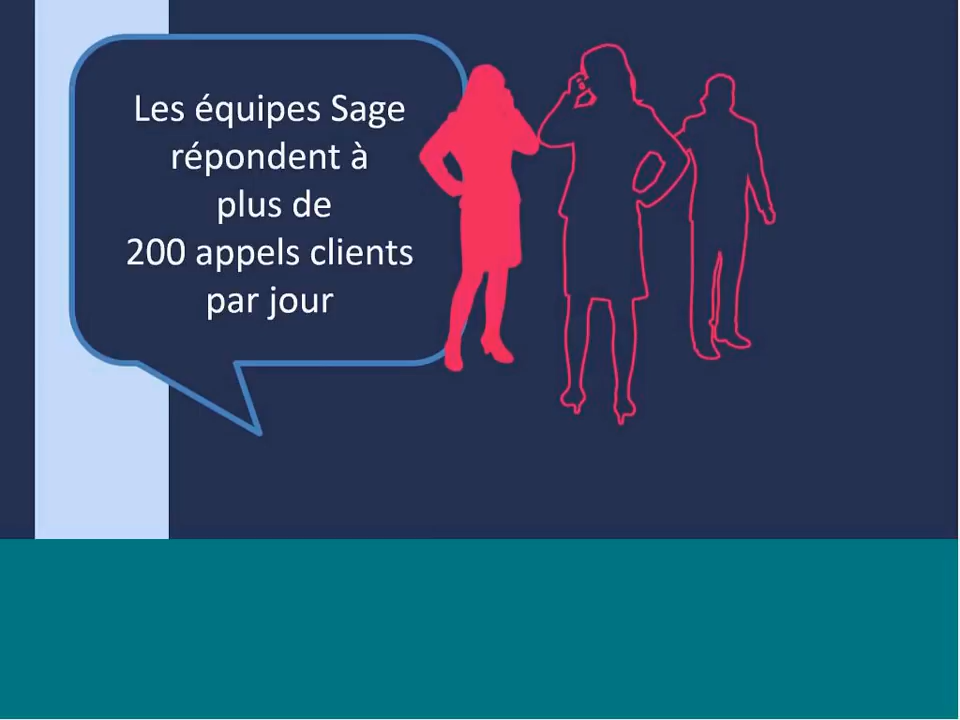 Les équipes Sage
répondent à
plus de
200 appels clients
par jour